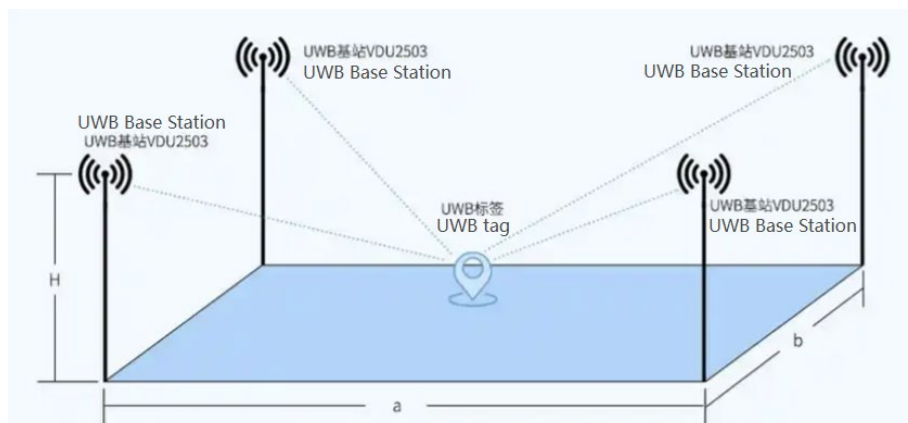 UWB基站VDU2503
UWB Base Station
UWB基站VDU2503
UWB Base Station
UWB Base Station
UWB基站VDU2503
UWB标签
UWB tag
UWB基站VDU2503
UWB Base Station
H
b
a